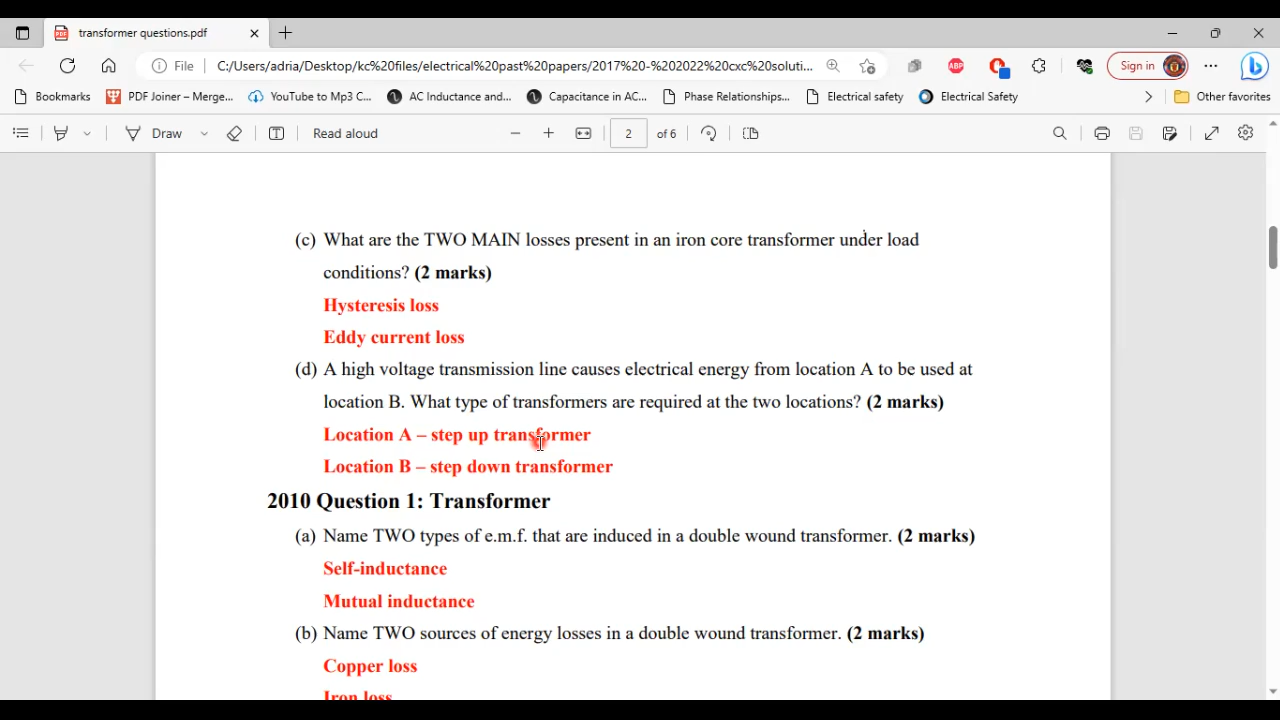 transformer questions.pdf
File
C:/Users/adria/Desktop/kc%20files/electrical%20past%20papers/2017%20-%202022%20cxc%20soluti...
ABP
Sign in
Bookmarks
PDF Joiner – Merge...
YouTube to Mp3 C...
AC Inductance and...
Capacitance in AC...
Phase Relationships...
Electrical safety
Electrical Safety
Other favorites
Draw
Read aloud
2 of 6
(c) What are the TWO MAIN losses present in an iron core transformer under load
conditions? (2 marks)
Hysteresis loss
Eddy current loss
(d) A high voltage transmission line causes electrical energy from location A to be used at
location B. What type of transformers are required at the two locations? (2 marks)
Location A – step up transformer
Location B – step down transformer
2010 Question 1: Transformer
(a) Name TWO types of e.m.f. that are induced in a double wound transformer. (2 marks)
Self-inductance
Mutual inductance
(b) Name TWO sources of energy losses in a double wound transformer. (2 marks)
Copper loss
Iron loss